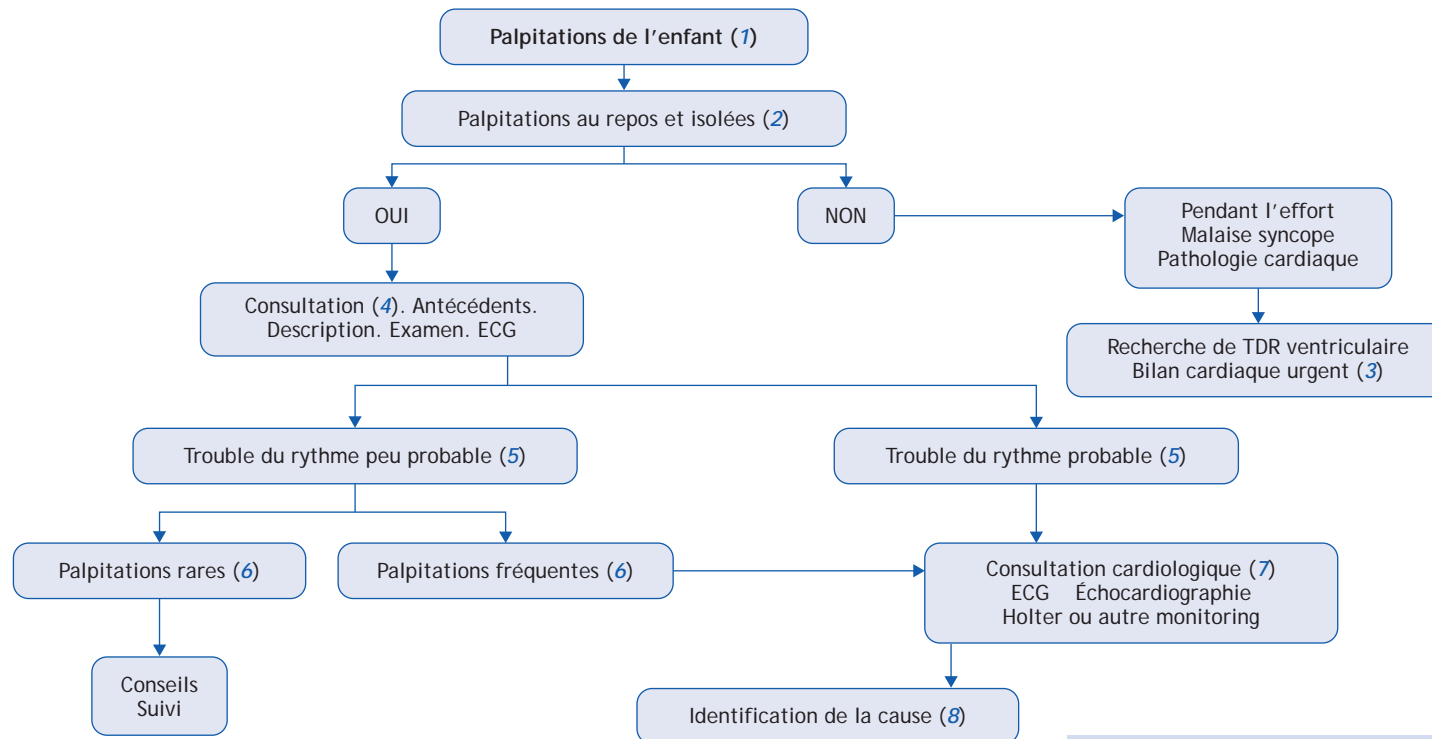 Palpitations de l'enfant (1)
Palpitations au repos et isolées (2)
OUI
NON
Pendant l'effort
Malaise syncope
Pathologie cardiaque
Consultation (4). Antécédents.
Description. Examen. ECG
Recherche de TDR ventriculaire
Bilan cardiaque urgent (3)
Trouble du rythme peu probable (5)
Trouble du rythme probable (5)
Palpitations rares (6)
Palpitations fréquentes (6)
Consultation cardiologique (7)
ECG Échocardiographie
Holter ou autre monitoring
Conseils
Suivi
Identification de la cause (8)